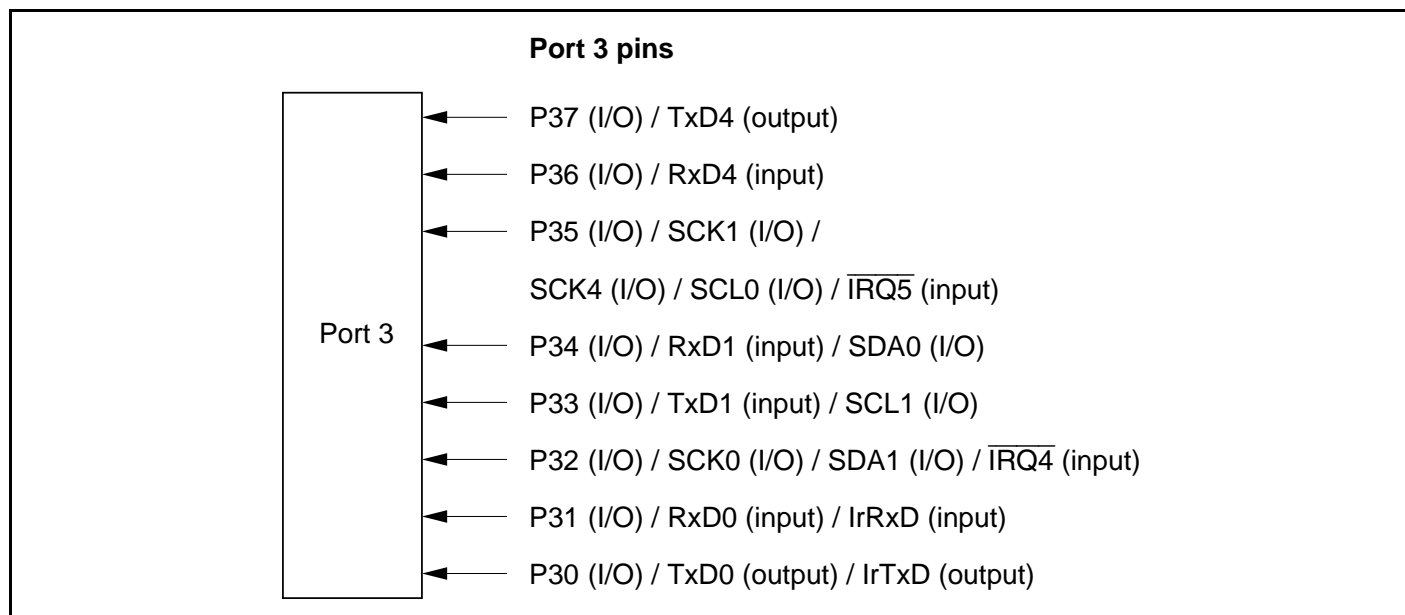 Port 3 pins
P37 (I/O) / TxD4 (output)
P36 (I/O) / RxD4 (input)
P35 (I/O) / SCK1 (I/O) /
SCK4 (I/O) / SCL0 (I/O) / I̅R̅Q̅5̅ (input)
Port 3
P34 (I/O) / RxD1 (input) / SDA0 (I/O)
P33 (I/O) / TxD1 (input) / SCL1 (I/O)
P32 (I/O) / SCK0 (I/O) / SDA1 (I/O) / I̅R̅Q̅4̅ (input)
P31 (I/O) / RxD0 (input) / IrRxD (input)
P30 (I/O) / TxD0 (output) / IrTxD (output)